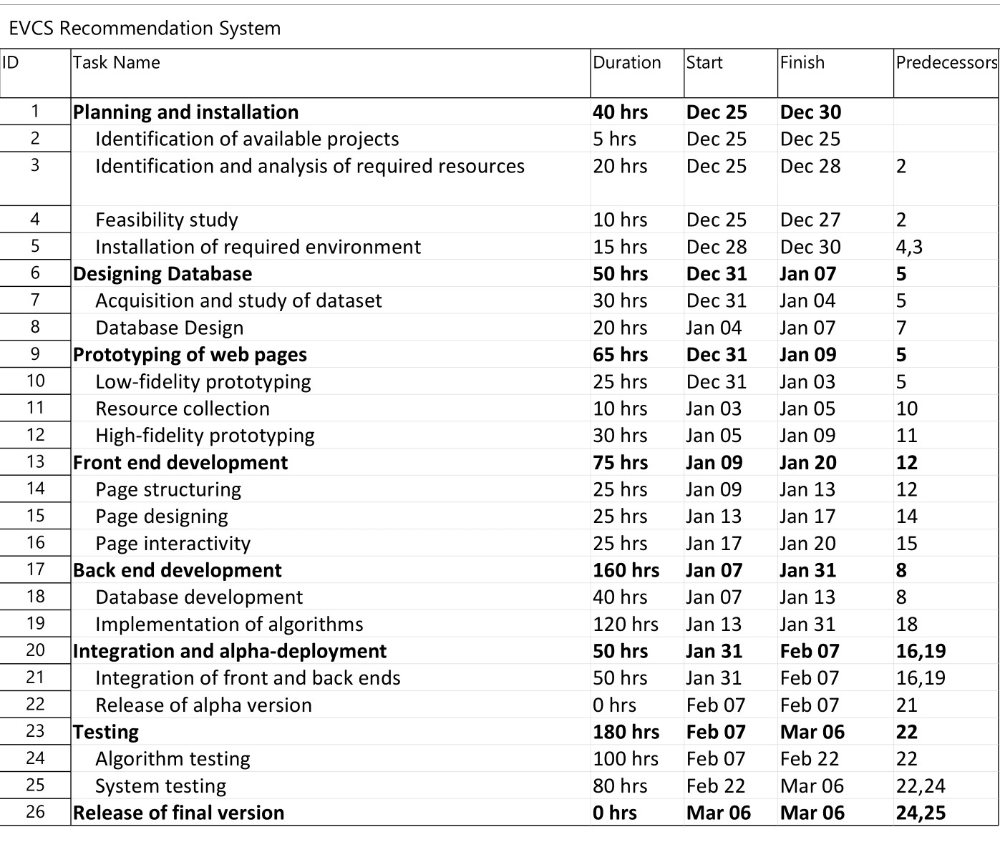 EVCS Recommendation System
ID Task Name Duration Start Finish Predecessors
1 Planning and installation 40 hrs Dec 25 Dec 30
2 Identification of available projects 5 hrs Dec 25 Dec 25
3 Identification and analysis of required resources 20 hrs Dec 25 Dec 28 2
4 Feasibility study 10 hrs Dec 25 Dec 27 2
5 Installation of required environment 15 hrs Dec 28 Dec 30 4,3
6 Designing Database 50 hrs Dec 31 Jan 07 5
7 Acquisition and study of dataset 30 hrs Dec 31 Jan 04 5
8 Database Design 20 hrs Jan 04 Jan 07 7
9 Prototyping of web pages 65 hrs Dec 31 Jan 09 5
10 Low-fidelity prototyping 25 hrs Dec 31 Jan 03 5
11 Resource collection 10 hrs Jan 03 Jan 05 10
12 High-fidelity prototyping 30 hrs Jan 05 Jan 09 11
13 Front end development 75 hrs Jan 09 Jan 20 12
14 Page structuring 25 hrs Jan 09 Jan 13 12
15 Page designing 25 hrs Jan 13 Jan 17 14
16 Page interactivity 25 hrs Jan 17 Jan 20 15
17 Back end development 160 hrs Jan 07 Jan 31 8
18 Database development 40 hrs Jan 07 Jan 13 8
19 Implementation of algorithms 120 hrs Jan 13 Jan 31 18
20 Integration and alpha-deployment 50 hrs Jan 31 Feb 07 16,19
21 Integration of front and back ends 50 hrs Jan 31 Feb 07 16,19
22 Release of alpha version 0 hrs Feb 07 Feb 07 21
23 Testing 180 hrs Feb 07 Mar 06 22
24 Algorithm testing 100 hrs Feb 07 Feb 22 22
25 System testing 80 hrs Feb 22 Mar 06 22,24
26 Release of final version 0 hrs Mar 06 Mar 06 24,25